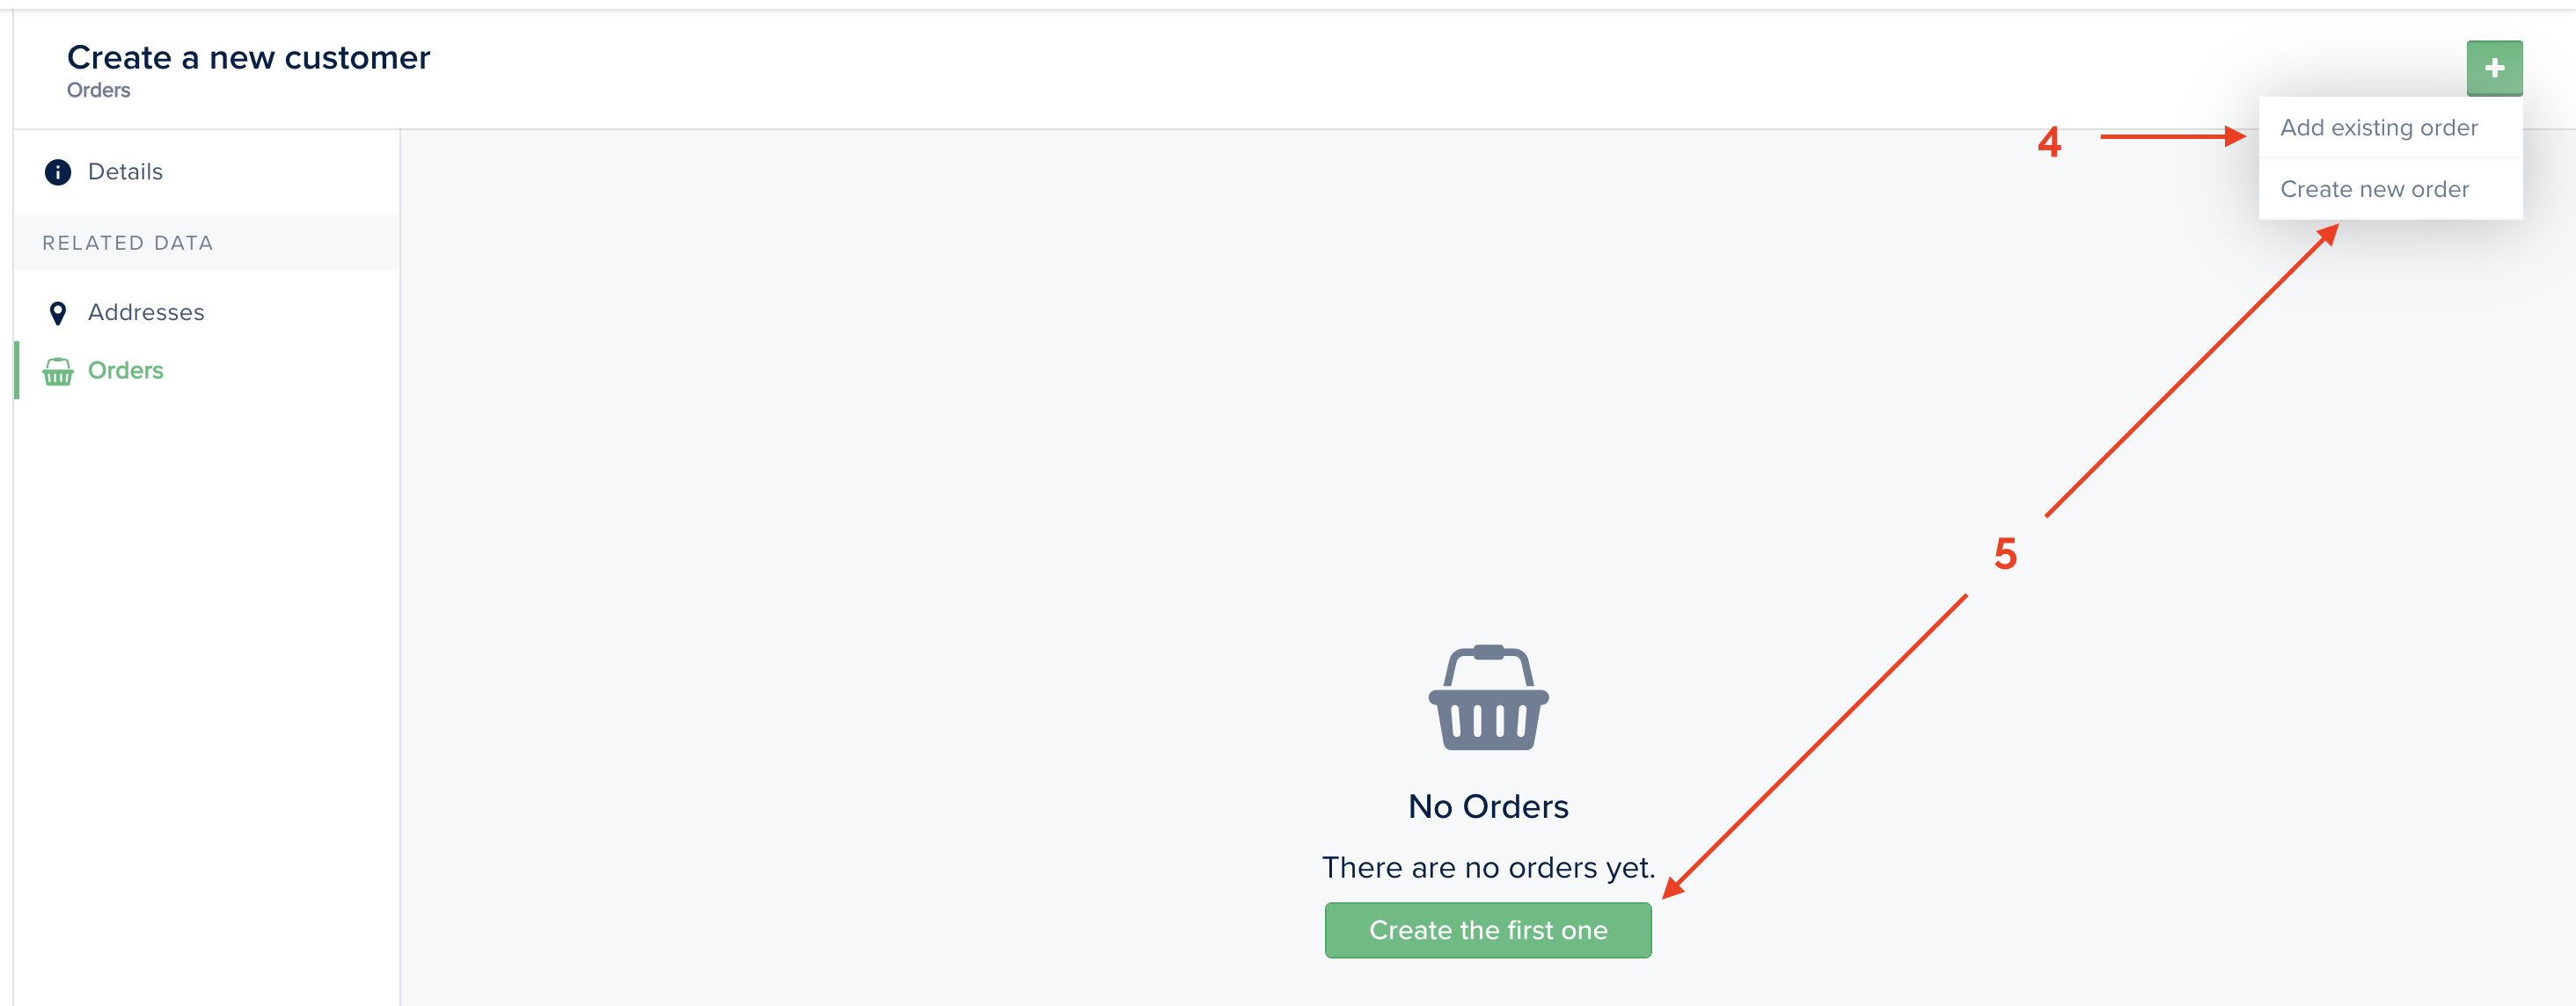 Create a new customer
Orders
Add existing order
Create new order
4
Details
RELATED DATA
Addresses
Orders
5
No Orders
There are no orders yet.
Create the first one